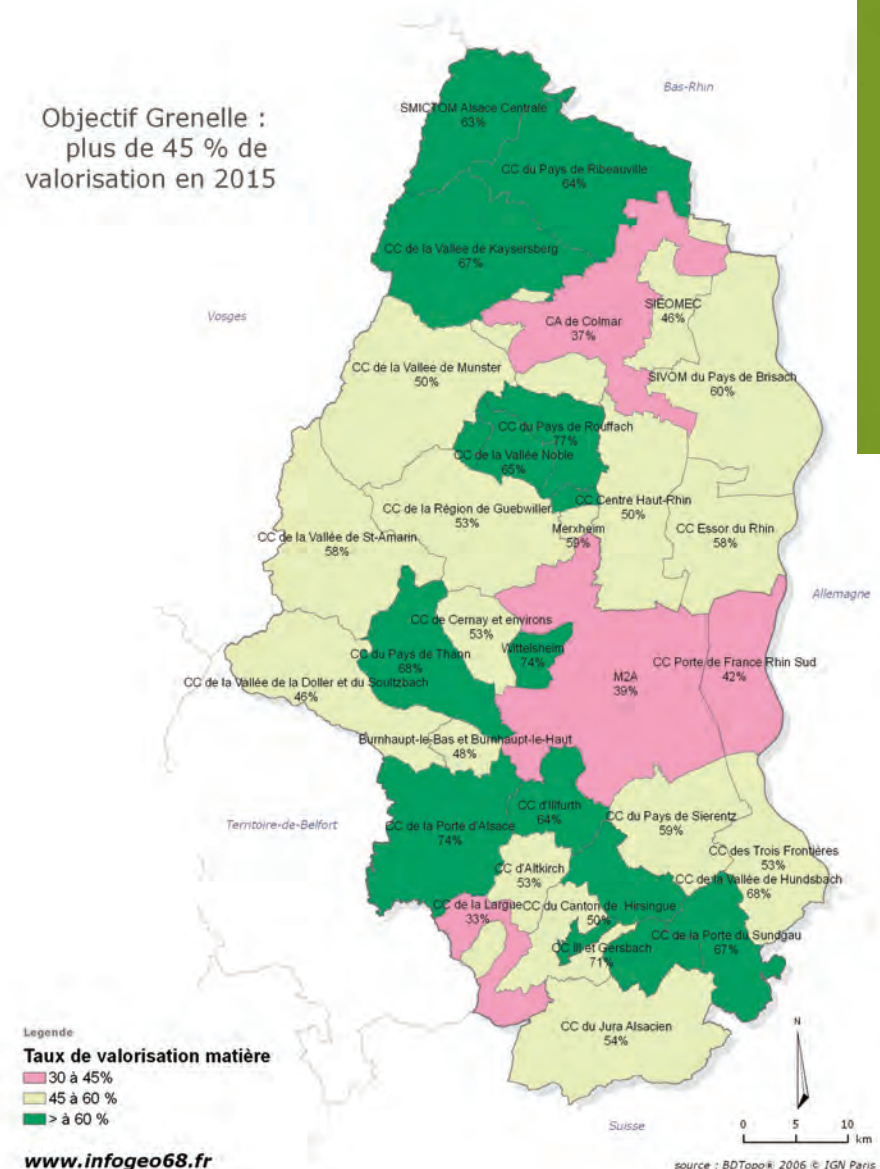 Objectif Grenelle :
plus de 45 % de
valorisation en 2015
Bas-Rhin
SMICTOM Alsace Centrale
63%
CC du Pays de Ribeauville
64%
CC de la Vallee de Kaysersberg
67%
Vosges
CA de Colmar
37%
SIEOMEC
46%
CC de la Vallee de Munster
50%
SIVOM du Pays de Brisach
60%
CC du Pays de Rouffach
77%
CC de la Vallée Noble
65%
CC de la Région de Guebwiller
53%
CC Centre Haut-Rhin
50%
Merxheim
59%
CC Essor du Rhin
58%
CC de la Vallée de St-Amarin
58%
Allemagne
CC de Cernay et environs
53%
CC du Pays de Thann
68%
Wittelsheim
74%
M2A
39%
CC Porte de France Rhin Sud
42%
CC de la Vallée de la Doller et du Soultzbach
46%
Burnhaupt-le-Bas et Burnhaupt-le-Haut
48%
Territoire-de-Belfort
CC de la Porte d'Alsace
74%
CC d'Illfurth
64%
CC du Pays de Sierentz
59%
CC des Trois Frontières
53%
CC d'Altkirch
53%
CC de la Vallée de Hundsbach
68%
CC de la Largue
33%
CC du Canton de Hirsingue
50%
CC Ill et Gersbach
71%
CC de la Porte du Sundgau
67%
CC du Jura Alsacien
54%
Suisse
Legende
Taux de valorisation matière
30 à 45%
45 à 60 %
> à 60 %
www.infogeo68.fr
N
0 5 10
km
source : BDTopo® 2006 © IGN Paris